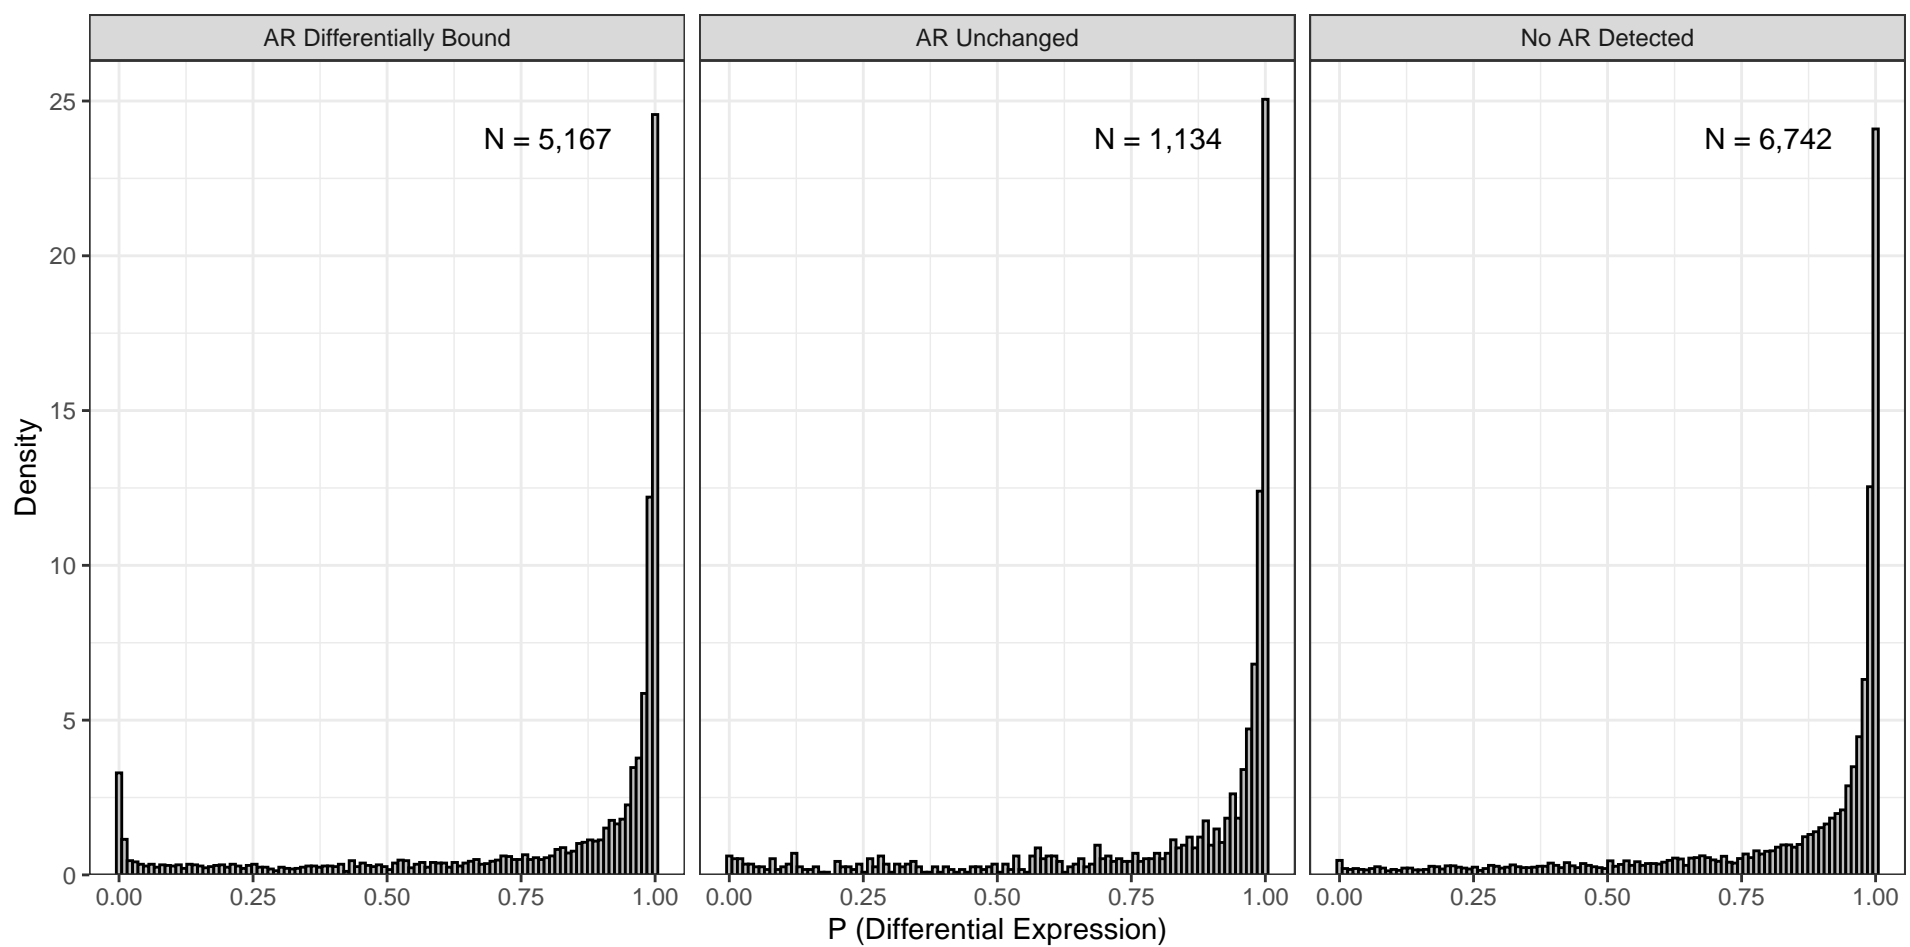 AR Differentially Bound
AR Unchanged
No AR Detected
N = 5,167
N = 1,134
N = 6,742
25
20
15
10
5
0
Density
0.00 0.25 0.50 0.75 1.00
0.00 0.25 0.50 0.75 1.00
0.00 0.25 0.50 0.75 1.00
P (Differential Expression)